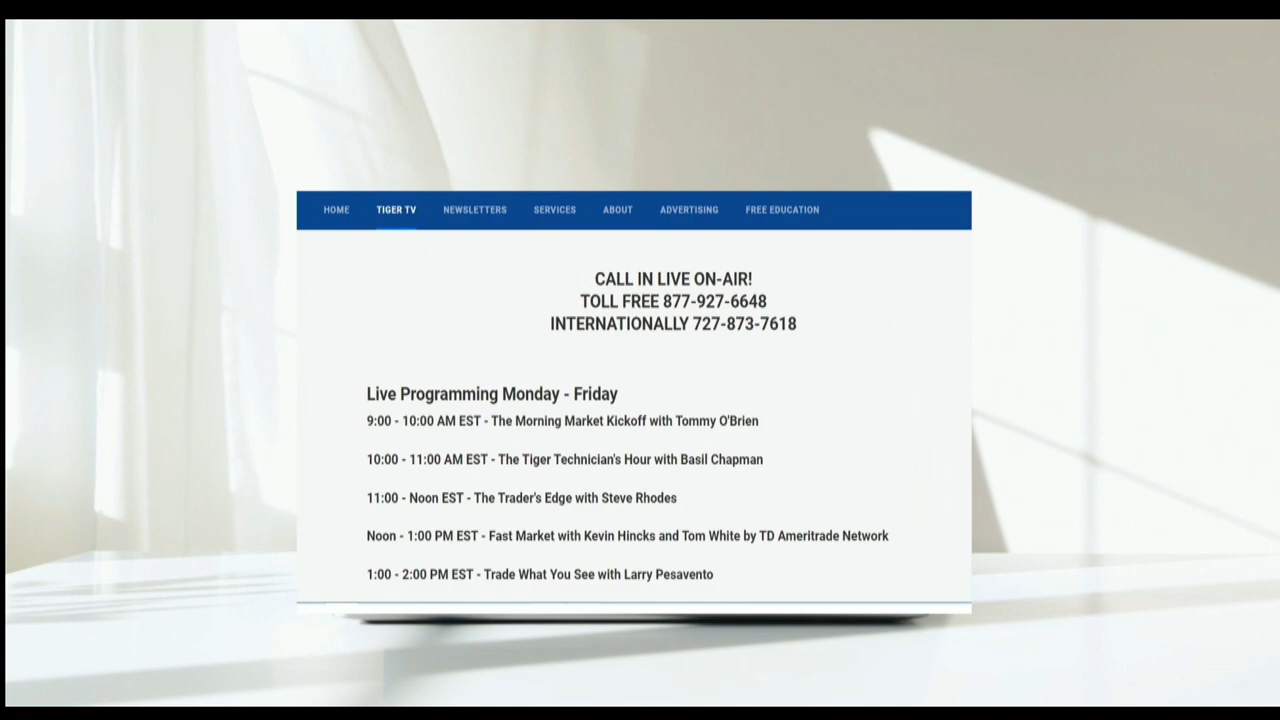 HOME TIGER TV NEWSLETTERS SERVICES ABOUT ADVERTISING FREE EDUCATION
CALL IN LIVE ON-AIR!
TOLL FREE 877-927-6648
INTERNATIONALLY 727-873-7618
Live Programming Monday - Friday
9:00 - 10:00 AM EST - The Morning Market Kickoff with Tommy O'Brien
10:00 - 11:00 AM EST - The Tiger Technician's Hour with Basil Chapman
11:00 - Noon EST - The Trader's Edge with Steve Rhodes
Noon - 1:00 PM EST - Fast Market with Kevin Hincks and Tom White by TD Ameritrade Network
1:00 - 2:00 PM EST - Trade What You See with Larry Pesavento